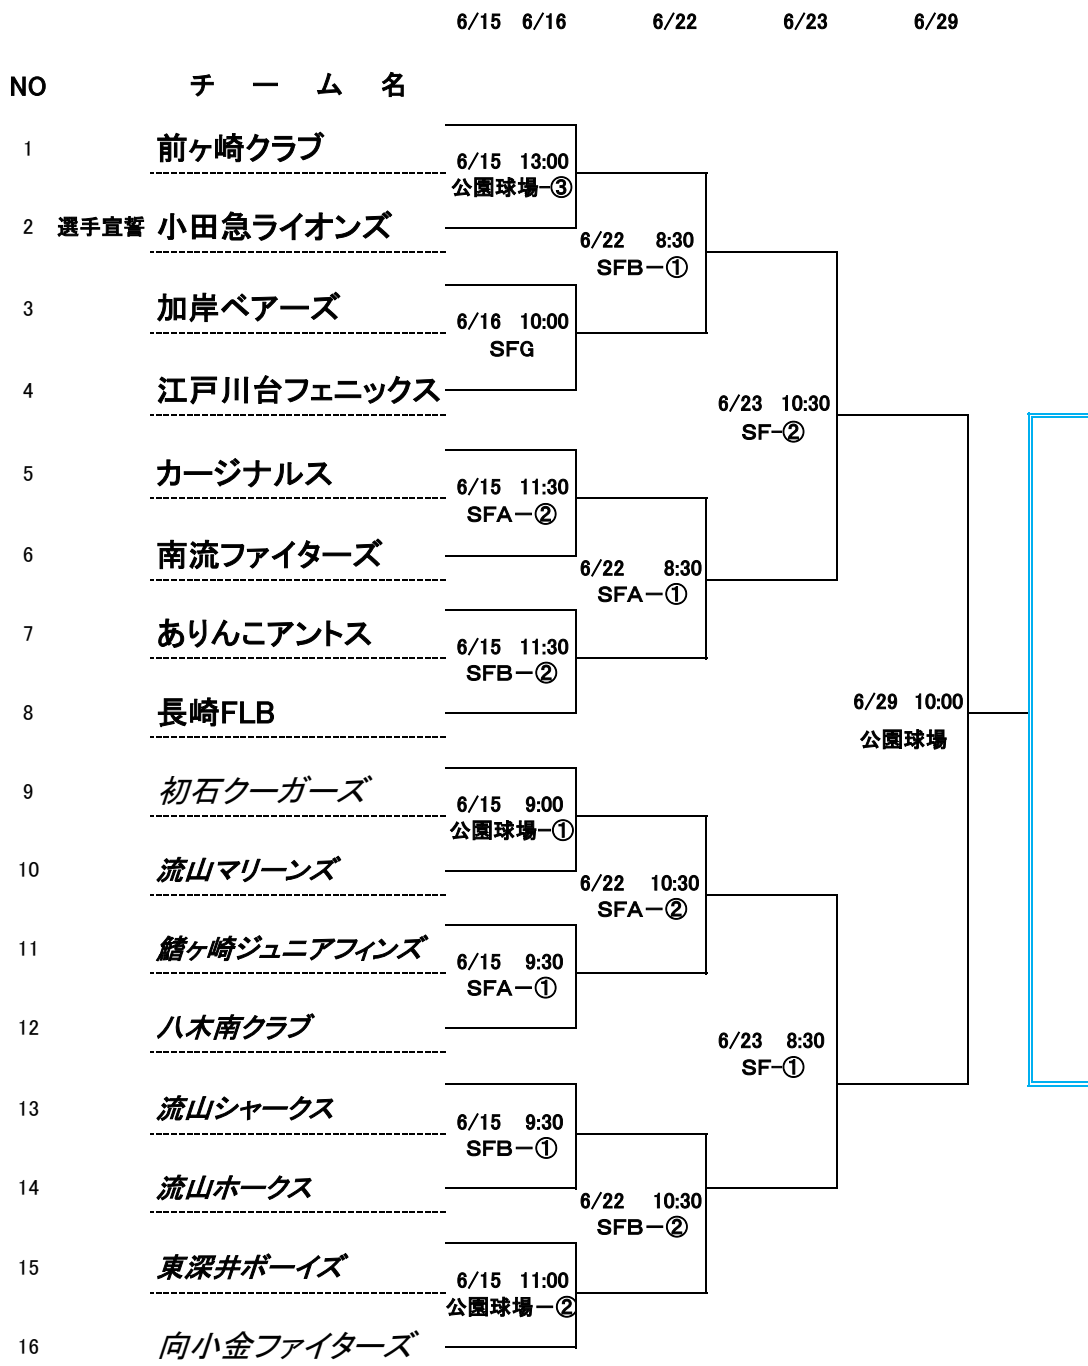 6/15 6/16 6/22 6/23 6/29
NO チ ー ム 名
1 前ヶ崎クラブ
6/15 13:00
公園球場-③
2 選手宣誓 小田急ライオンズ
6/22 8:30
SFB－①
3 加岸ベアーズ
6/16 10:00
SFG
4 江戸川台フェニックス
6/23 10:30
SF-②
5 カージナルス
6/15 11:30
SFA－②
6 南流ファイターズ
6/22 8:30
SFA－①
7 ありんこアントス
6/15 11:30
SFB－②
8 長崎FLB
6/29 10:00
公園球場
9 初石クーガーズ
6/15 9:00
公園球場-①
10 流山マリーンズ
6/22 10:30
SFA－②
11 鰭ヶ崎ジュニアフィンズ
6/15 9:30
SFA－①
12 八木南クラブ
6/23 8:30
SF-①
13 流山シャークス
6/15 9:30
SFB－①
14 流山ホークス
6/22 10:30
SFB－②
15 東深井ボーイズ
6/15 11:00
公園球場－②
16 向小金ファイターズ